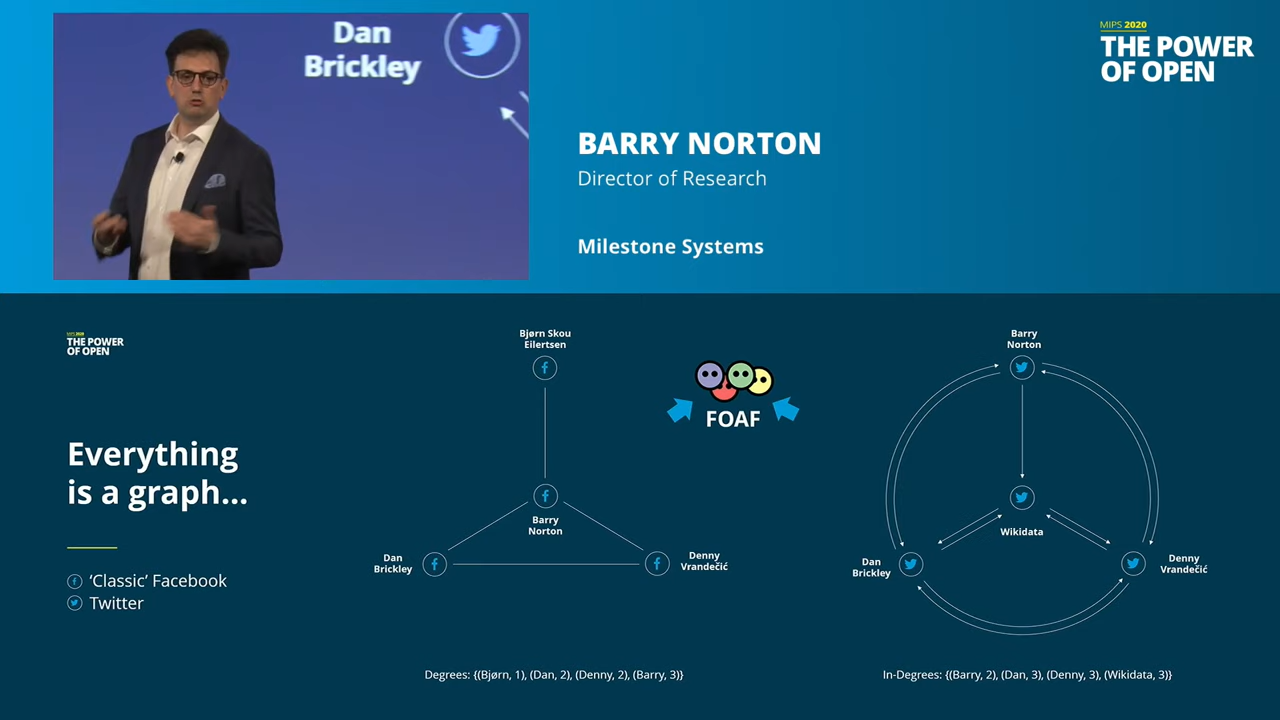 Dan
Brickley
MIPS 2020
THE POWER
OF OPEN
BARRY NORTON
Director of Research
Milestone Systems
MIPS 2020
THE POWER
OF OPEN
Everything
is a graph...
'Classic' Facebook
Twitter
Bjørn Skou
Eilertsen
Barry
Norton
Dan
Brickley
Denny
Vrandečić
Degrees: {(Bjørn, 1), (Dan, 2), (Denny, 2), (Barry, 3)}
FOAF
Barry
Norton
Wikidata
Dan
Brickley
Denny
Vrandečić
In-Degrees: {(Barry, 2), (Dan, 3), (Denny, 3), (Wikidata, 3)}